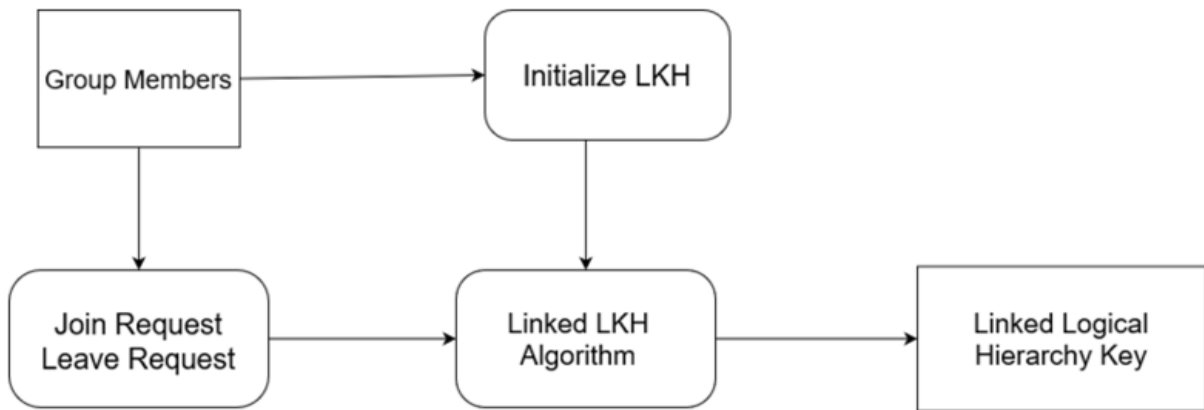 Group Members
Initialize LKH
Join Request
Leave Request
Linked LKH
Algorithm
Linked Logical
Hierarchy Key